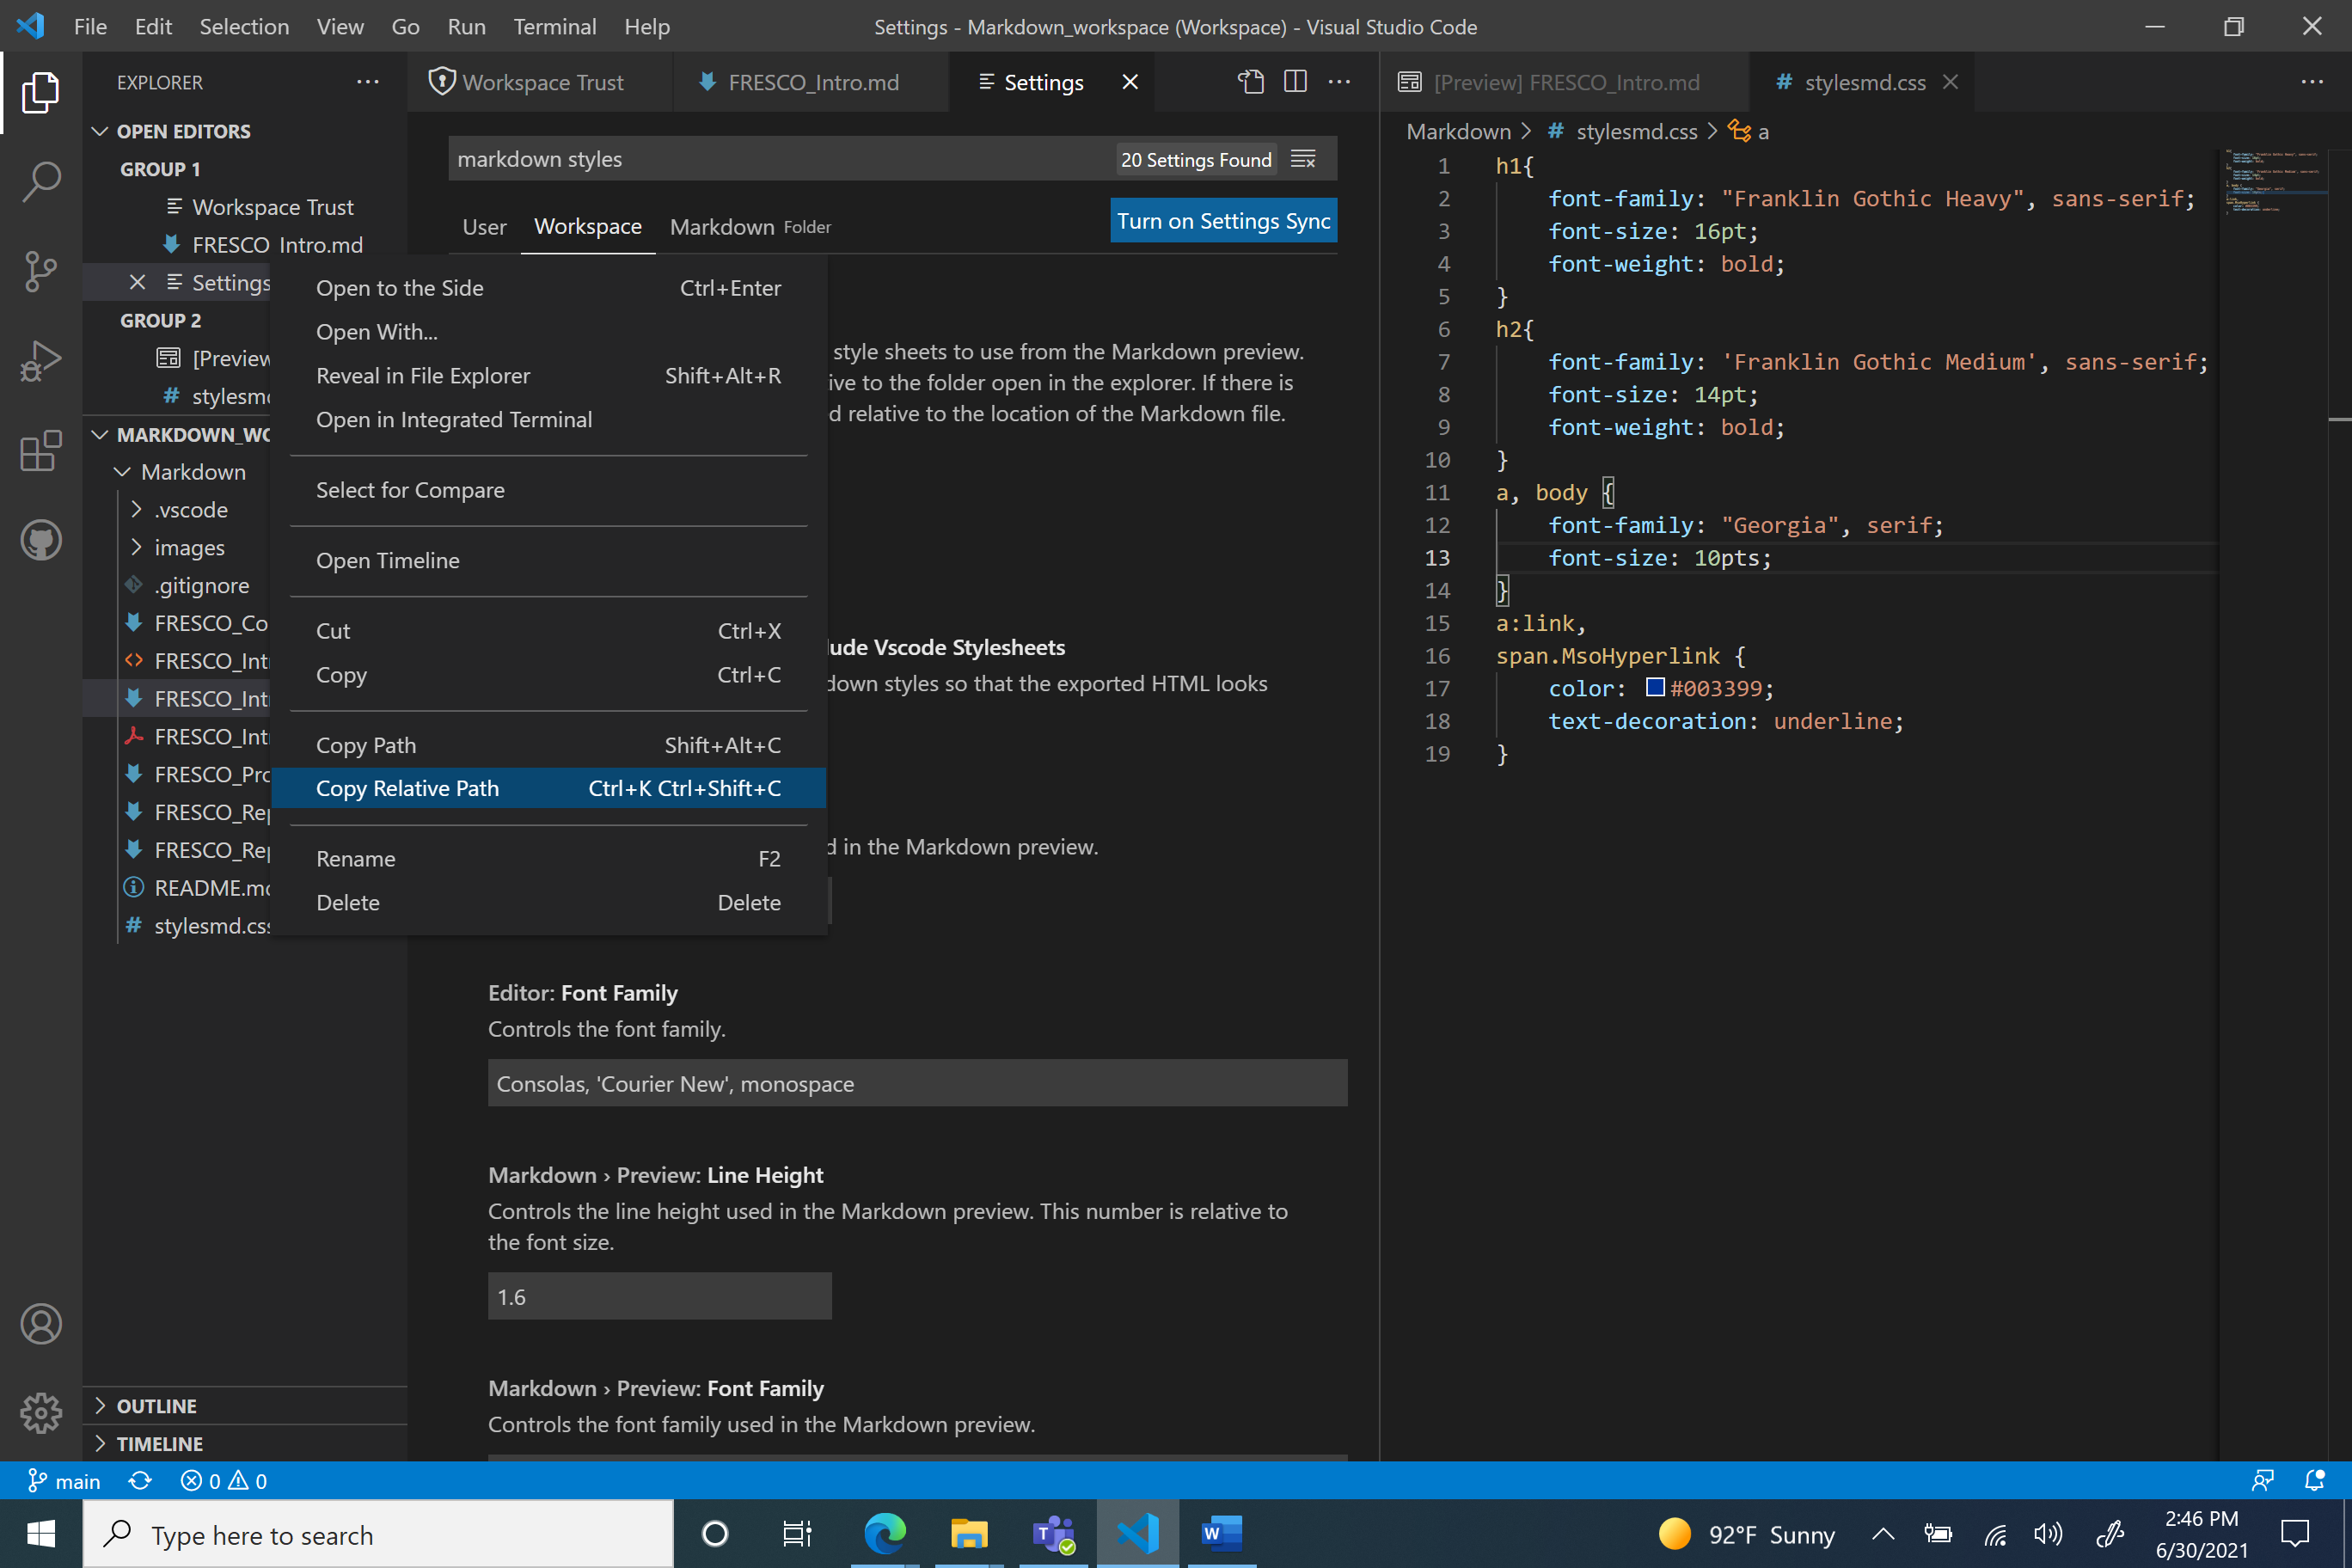 File Edit Selection View Go Run Terminal Help
Settings - Markdown_workspace (Workspace) - Visual Studio Code
EXPLORER
OPEN EDITORS
GROUP 1
Workspace Trust
FRESCO_Intro.md
Settings
GROUP 2
[Preview
stylesmd
MARKDOWN_WO
Markdown
.vscode
images
.gitignore
FRESCO_Co
FRESCO_Intr
FRESCO_Intr
FRESCO_Intr
FRESCO_Pro
FRESCO_Rep
FRESCO_Rep
README.md
stylesmd.css
OUTLINE
TIMELINE
Workspace Trust
FRESCO_Intro.md
Settings
markdown styles
20 Settings Found
User Workspace Markdown Folder
Turn on Settings Sync
Open to the Side Ctrl+Enter
Open With...
Reveal in File Explorer Shift+Alt+R
Open in Integrated Terminal
Select for Compare
Open Timeline
Cut Ctrl+X
Copy Ctrl+C
Copy Path Shift+Alt+C
Copy Relative Path Ctrl+K Ctrl+Shift+C
Rename F2
Delete Delete
style sheets to use from the Markdown preview.
ive to the folder open in the explorer. If there is
d relative to the location of the Markdown file.
lude Vscode Stylesheets
down styles so that the exported HTML looks
d in the Markdown preview.
Editor: Font Family
Controls the font family.
Consolas, 'Courier New', monospace
Markdown › Preview: Line Height
Controls the line height used in the Markdown preview. This number is relative to
the font size.
1.6
Markdown › Preview: Font Family
Controls the font family used in the Markdown preview.
[Preview] FRESCO_Intro.md
# stylesmd.css
Markdown > # stylesmd.css > a
1 h1{
2 font-family: "Franklin Gothic Heavy", sans-serif;
3 font-size: 16pt;
4 font-weight: bold;
5 }
6 h2{
7 font-family: 'Franklin Gothic Medium', sans-serif;
8 font-size: 14pt;
9 font-weight: bold;
10 }
11 a, body {
12 font-family: "Georgia", serif;
13 font-size: 10pts;
14 }
15 a:link,
16 span.MsoHyperlink {
17 color: #003399;
18 text-decoration: underline;
19 }
main 0 0
Type here to search
92°F Sunny
2:46 PM
6/30/2021